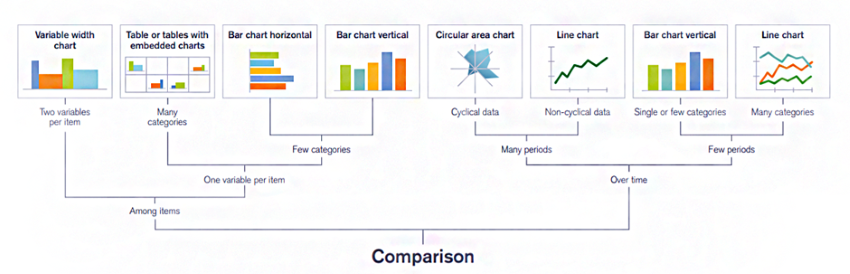 Variable width
chart
Table or tables with
embedded charts
Bar chart horizontal
Bar chart vertical
Circular area chart
Line chart
Bar chart vertical
Line chart
Two variables
per item
Many
categories
Cyclical data
Non-cyclical data
Single or few categories
Many categories
Few categories
Many periods
Few periods
One variable per item
Over time
Among items
Comparison